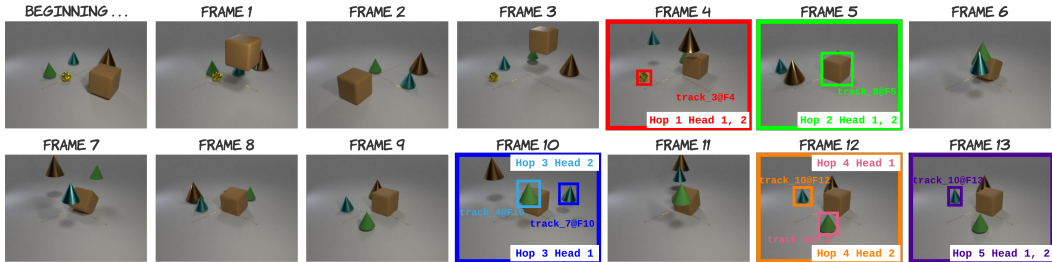 BEGINNING ...
FRAME 1
FRAME 2
FRAME 3
FRAME 4
FRAME 5
FRAME 6
track_3@F4
Hop 1 Head 1, 2
Hop 2 Head 1, 2
FRAME 7
FRAME 8
FRAME 9
FRAME 10
FRAME 11
FRAME 12
FRAME 13
Hop 3 Head 2
track_7@F10
Hop 3 Head 1
Hop 4 Head 1
track_10@F12
Hop 4 Head 2
track_10@F13
Hop 5 Head 1, 2